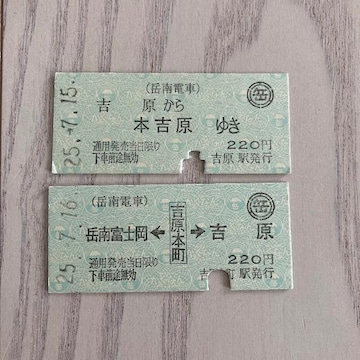 (岳南電車)
岳
25.-7.15
吉 原から
本吉原 ゆき
通用発売当日限り
下車前途無効
220円
吉原 駅発行
(岳南電車)
岳
25.7.16
岳南富士岡←吉原本町→吉 原
通用発売当日限り
下車前途無効
220円
吉 町 駅発行